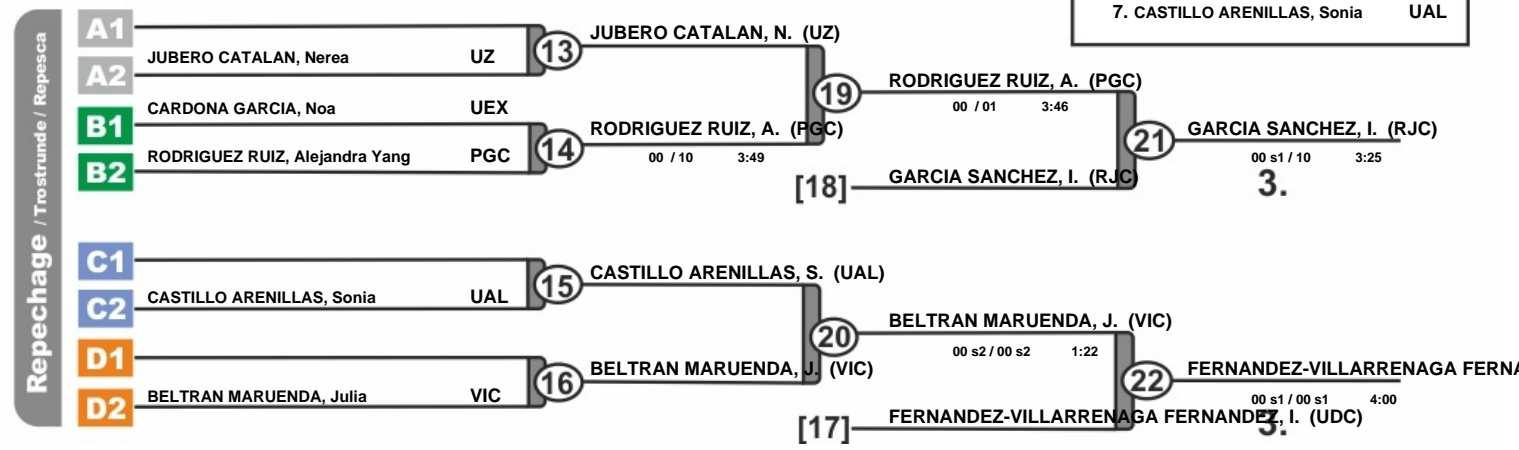 7. CASTILLO ARENILLAS, Sonia UAL
Repechage / Trostrunde / Repesca
A1
JUBERO CATALAN, Nerea UZ
A2
13
JUBERO CATALAN, N. (UZ)
CARDONA GARCIA, Noa UEX
B1
RODRIGUEZ RUIZ, Alejandra Yang PGC
B2
14
RODRIGUEZ RUIZ, A. (PGC)
00 / 10 3:49
19
RODRIGUEZ RUIZ, A. (PGC)
00 / 01 3:46
[18]
GARCIA SANCHEZ, I. (RJC)
21
GARCIA SANCHEZ, I. (RJC)
00 s1 / 10 3:25
3.
C1
CASTILLO ARENILLAS, Sonia UAL
C2
15
CASTILLO ARENILLAS, S. (UAL)
D1
BELTRAN MARUENDA, Julia VIC
D2
16
BELTRAN MARUENDA, J. (VIC)
20
BELTRAN MARUENDA, J. (VIC)
00 s2 / 00 s2 1:22
[17]
FERNANDEZ-VILLARRENAGA FERNANDEZ, I. (UDC)
22
FERNANDEZ-VILLARRENAGA FERNA
00 s1 / 00 s1 4:00
3.